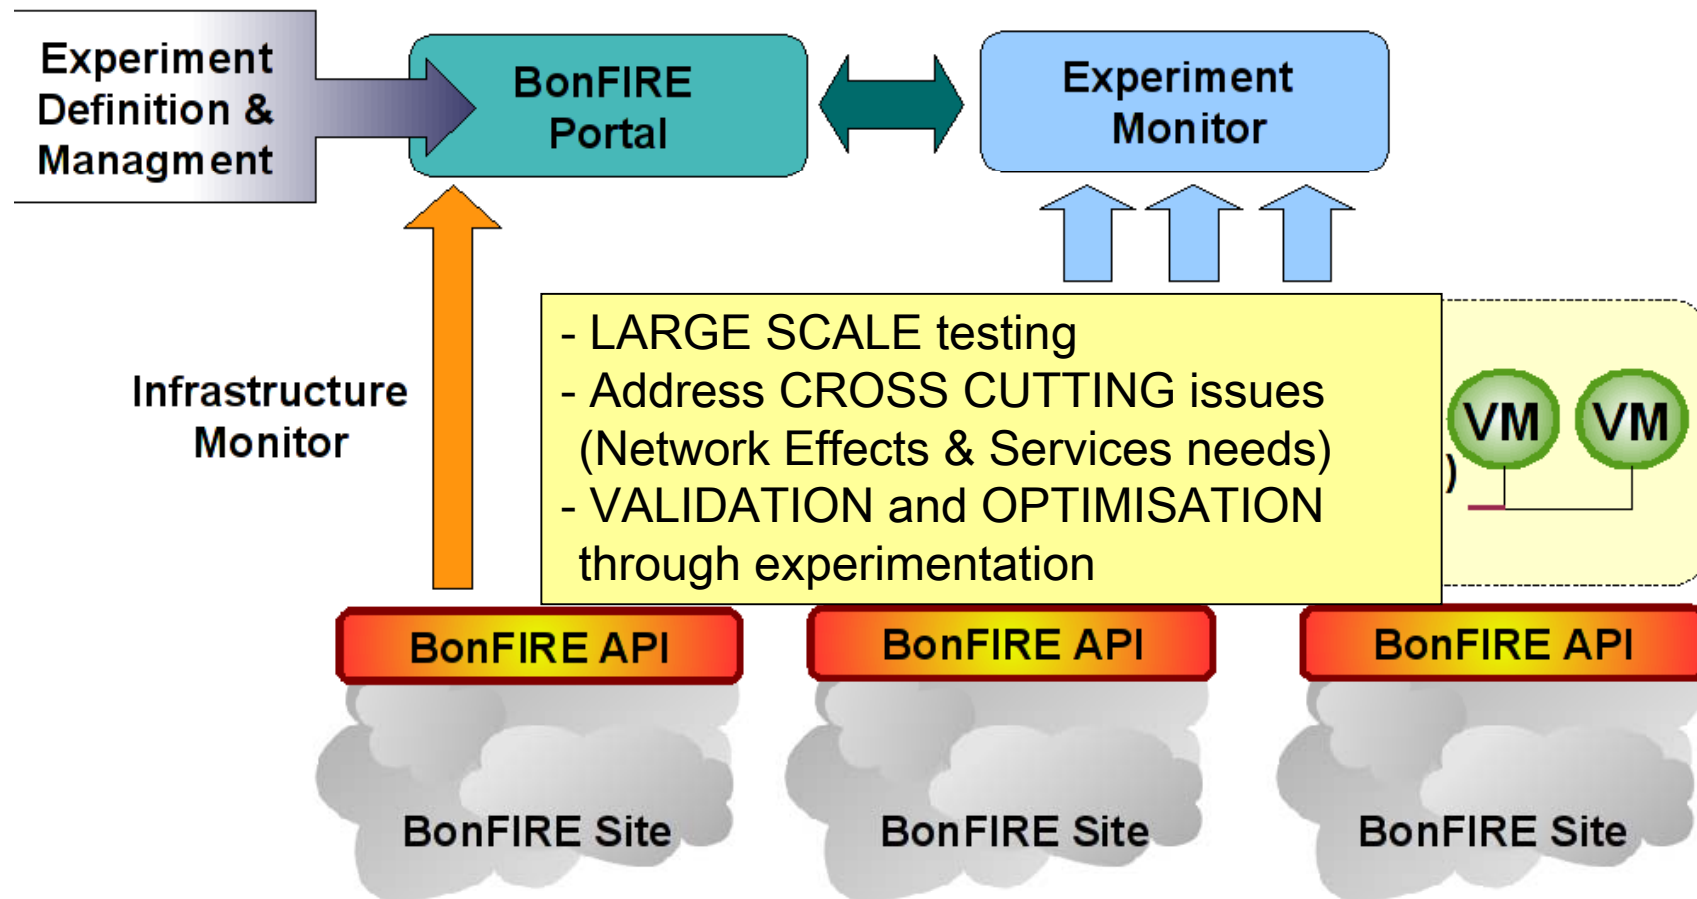 Experiment
Definition &
Managment
BonFIRE
Portal
Experiment
Monitor
Infrastructure
Monitor
- LARGE SCALE testing
- Address CROSS CUTTING issues
(Network Effects & Services needs)
- VALIDATION and OPTIMISATION
through experimentation
)
VM
VM
BonFIRE API
BonFIRE API
BonFIRE API
BonFIRE Site
BonFIRE Site
BonFIRE Site